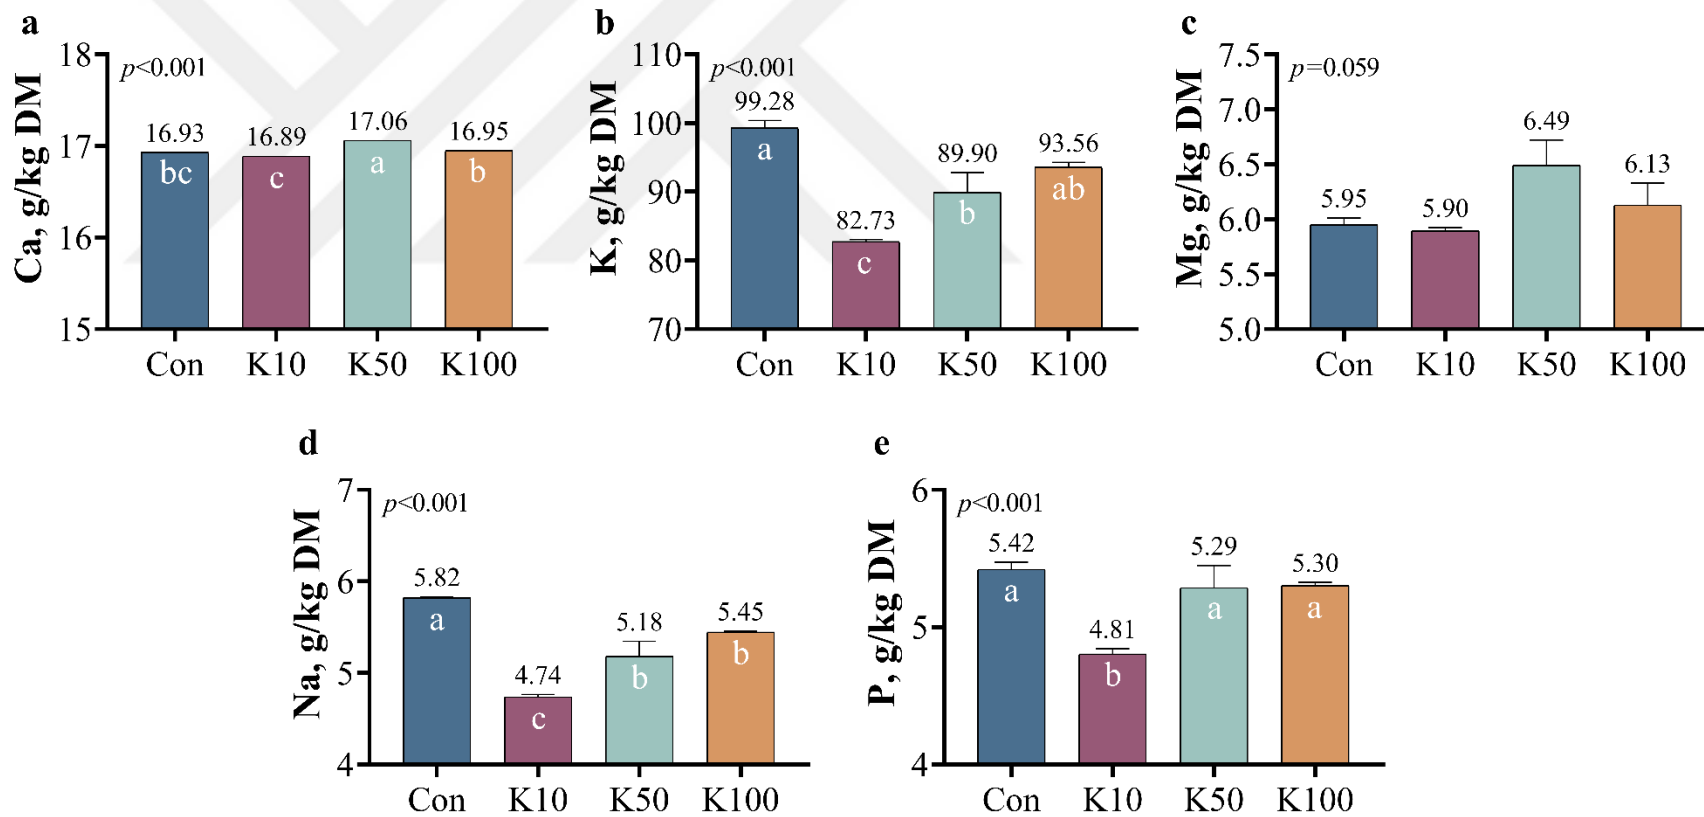 a
Ca, g/kg DM
18
17
16
15
p<0.001
16.93
16.89
17.06
16.95
bc
c
a
b
Con
K10
K50
K100
b
K, g/kg DM
110
100
90
80
70
p<0.001
99.28
82.73
89.90
93.56
a
c
b
ab
Con
K10
K50
K100
c
Mg, g/kg DM
7.5
7.0
6.5
6.0
5.5
5.0
p=0.059
5.95
5.90
6.49
6.13
Con
K10
K50
K100
d
Na, g/kg DM
7
6
5
4
p<0.001
5.82
4.74
5.18
5.45
a
c
b
b
Con
K10
K50
K100
e
P, g/kg DM
6
5
4
p<0.001
5.42
4.81
5.29
5.30
a
b
a
a
Con
K10
K50
K100